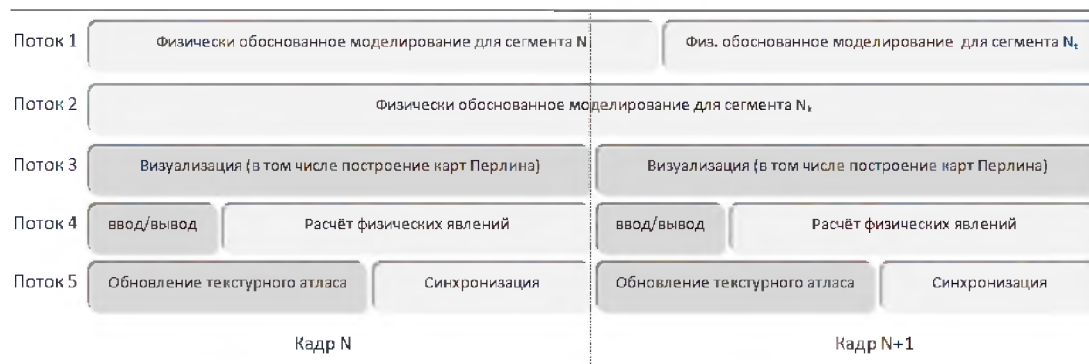 Поток 1 Физически обоснованное моделирование для сегмента N Физ. обоснованное моделирование для сегмента Nₜ
Поток 2 Физически обоснованное моделирование для сегмента Nₖ
Поток 3 Визуализация (в том числе построение карт Перлина) Визуализация (в том числе построение карт Перлина)
Поток 4 ввод/вывод Расчёт физических явлений ввод/вывод Расчёт физических явлений
Поток 5 Обновление текстурного атласа Синхронизация Обновление текстурного атласа Синхронизация
Кадр N Кадр N+1